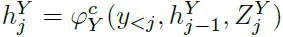 $h_j^Y = \varphi_Y^c(y_{<j}, h_{j-1}^Y, Z_j^Y)$